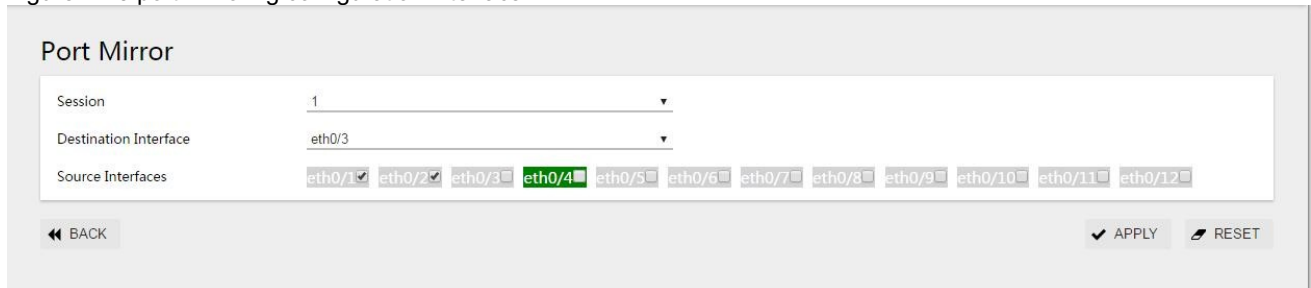 Port Mirror
Session 1
Destination Interface eth0/3
Source Interfaces eth0/1 eth0/2 eth0/3 eth0/4 eth0/5 eth0/6 eth0/7 eth0/8 eth0/9 eth0/10 eth0/11 eth0/12
BACK APPLY RESET